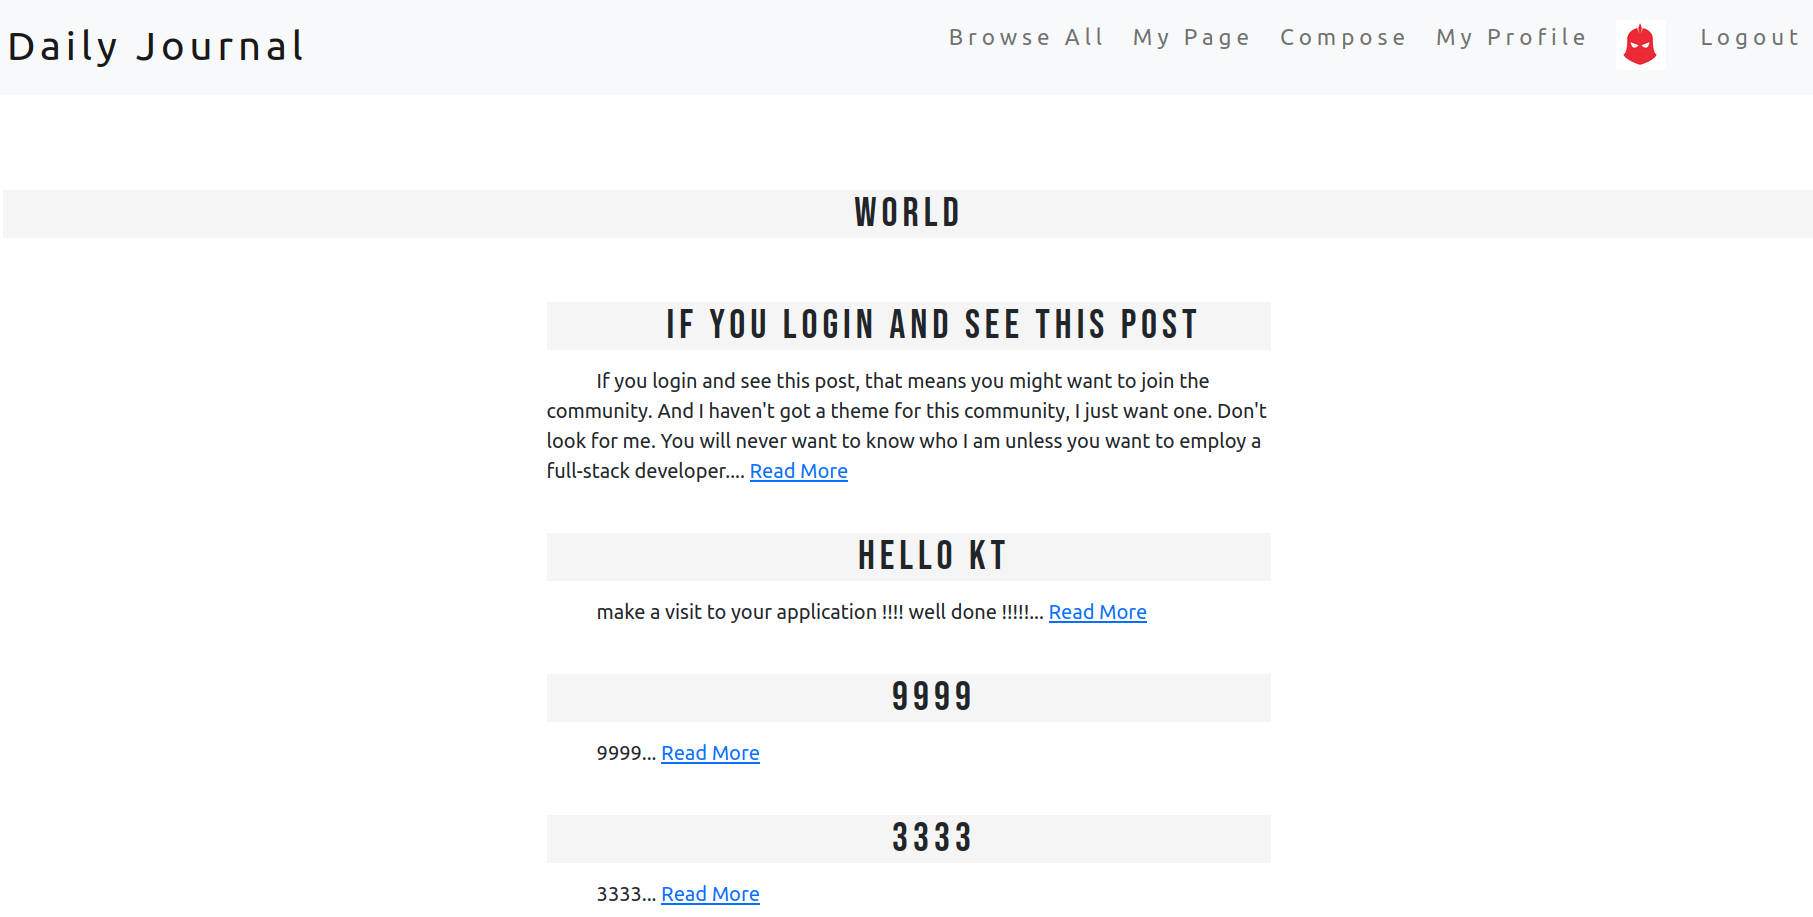 Daily Journal
Browse All My Page Compose My Profile Logout
WORLD
IF YOU LOGIN AND SEE THIS POST
If you login and see this post, that means you might want to join the
community. And I haven't got a theme for this community, I just want one. Don't
look for me. You will never want to know who I am unless you want to employ a
full-stack developer.... Read More
HELLO KT
make a visit to your application !!!! well done !!!!!... Read More
9999
9999... Read More
3333
3333... Read More